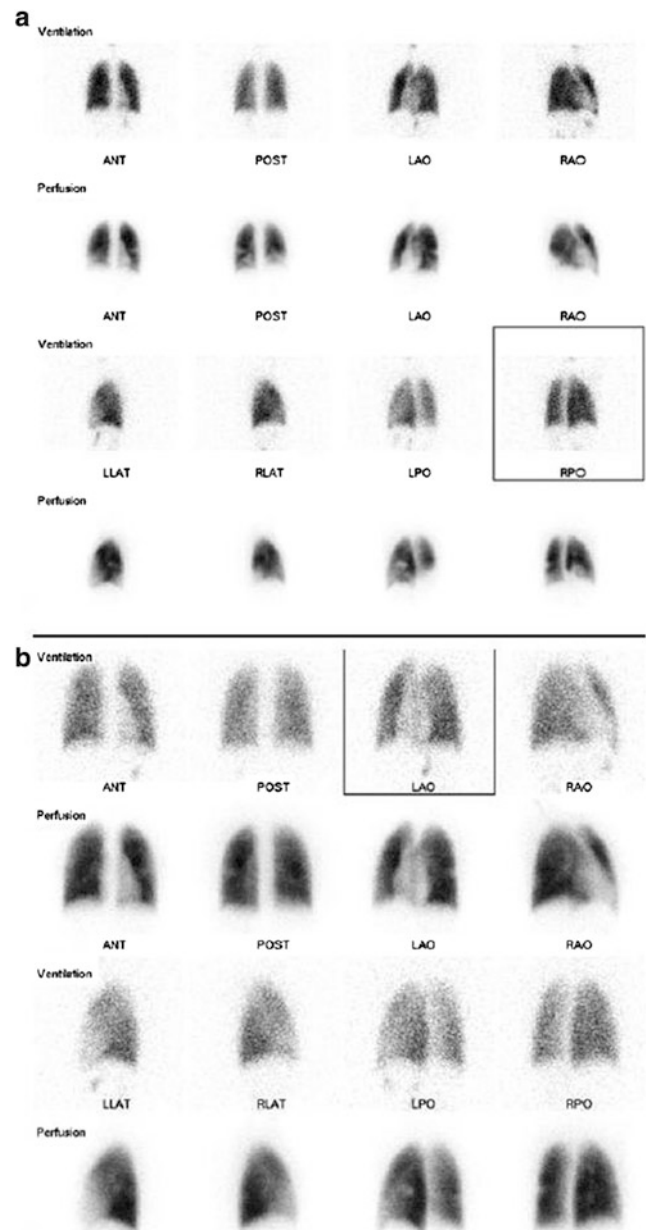 a
Ventilation
ANT POST LAO RAO
Perfusion
ANT POST LAO RAO
Ventilation
LLAT RLAT LPO RPO
Perfusion
b
Ventilation
ANT POST LAO RAO
Perfusion
ANT POST LAO RAO
Ventilation
LLAT RLAT LPO RPO
Perfusion